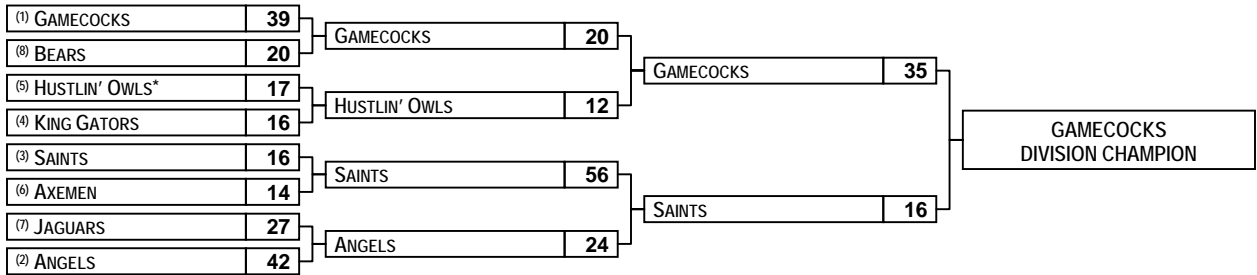 (1) GAMECOCKS 39
(8) BEARS 20
(5) HUSTLIN' OWLS* 17
(4) KING GATORS 16
(3) SAINTS 16
(6) AXEMEN 14
(7) JAGUARS 27
(2) ANGELS 42
GAMECOCKS 20
HUSTLIN' OWLS 12
SAINTS 56
ANGELS 24
GAMECOCKS 35
SAINTS 16
GAMECOCKS
DIVISION CHAMPION